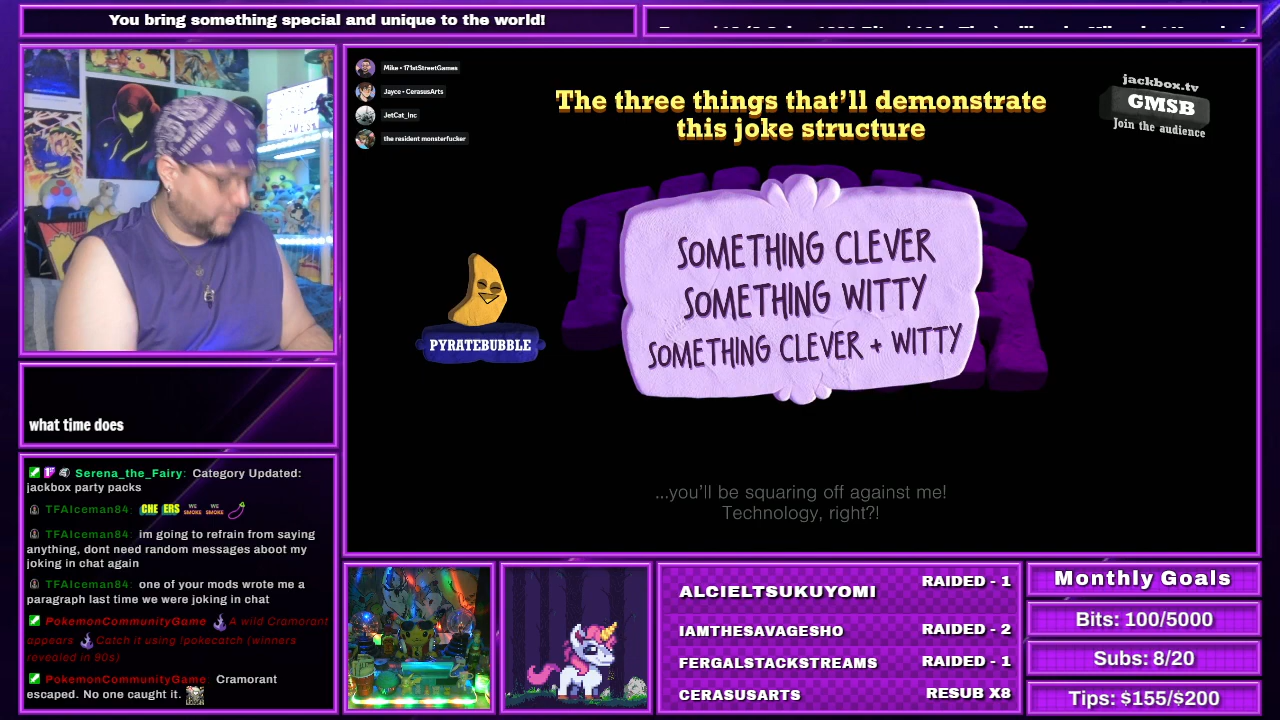 You bring something special and unique to the world!
Mike • 171stStreetGames
Jayce • CerasusArts
JetCat_Inc
the resident monsterfucker
The three things that'll demonstrate
this joke structure
jackbox.tv
GMSB
Join the audience
SOMETHING CLEVER
SOMETHING WITTY
SOMETHING CLEVER + WITTY
PYRATEBUBBLE
...you'll be squaring off against me!
Technology, right?!
what time does
Serena_the_Fairy: Category Updated:
jackbox party packs
TFAIceman84: CHEERS WE SMOKE WE SMOKE
TFAIceman84: im going to refrain from saying
anything, dont need random messages aboot my
joking in chat again
TFAIceman84: one of your mods wrote me a
paragraph last time we were joking in chat
PokemonCommunityGame A wild Cramorant
appears Catch it using !pokecatch (winners
revealed in 90s)
PokemonCommunityGame Cramorant
escaped. No one caught it.
ALCIELTSUKUYOMI RAIDED - 1
IAMTHESAVAGESHO RAIDED - 2
FERGALSTACKSTREAMS RAIDED - 1
CERASUSARTS RESUB X8
Monthly Goals
Bits: 100/5000
Subs: 8/20
Tips: $155/$200